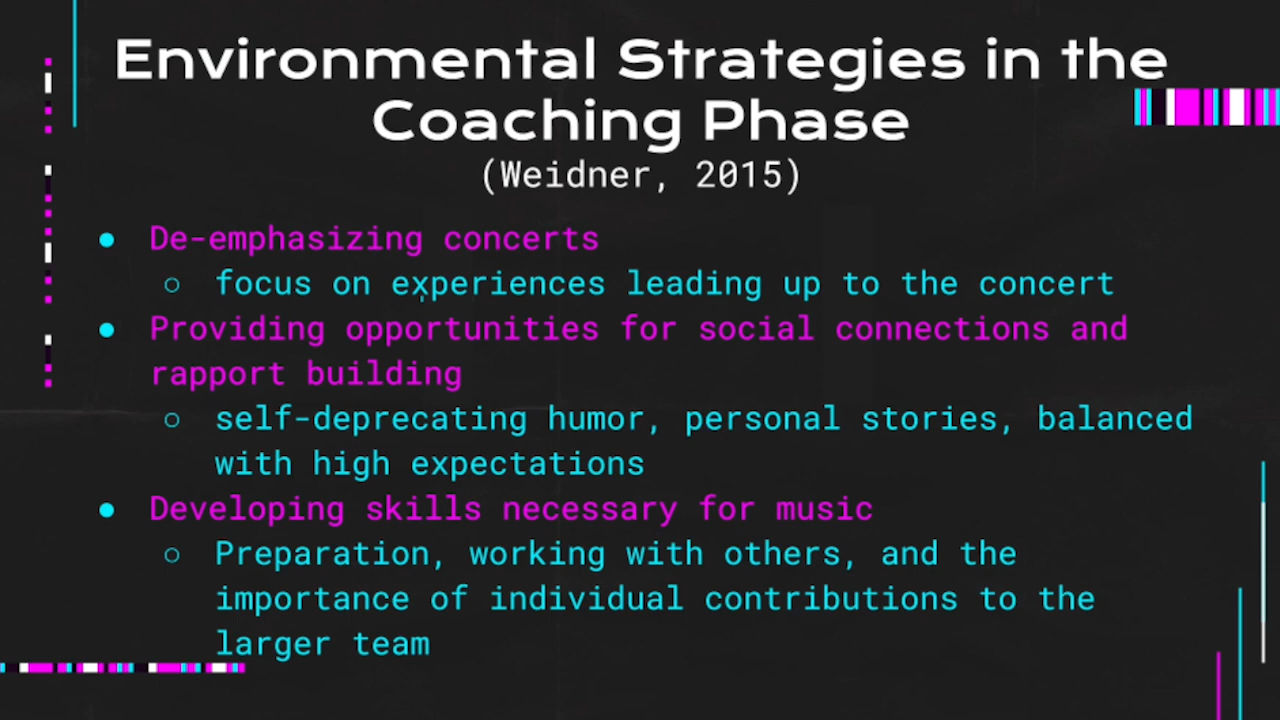 Environmental Strategies in the
Coaching Phase
(Weidner, 2015)
● De-emphasizing concerts
○ focus on experiences leading up to the concert
● Providing opportunities for social connections and
rapport building
○ self-deprecating humor, personal stories, balanced
with high expectations
● Developing skills necessary for music
○ Preparation, working with others, and the
importance of individual contributions to the
larger team